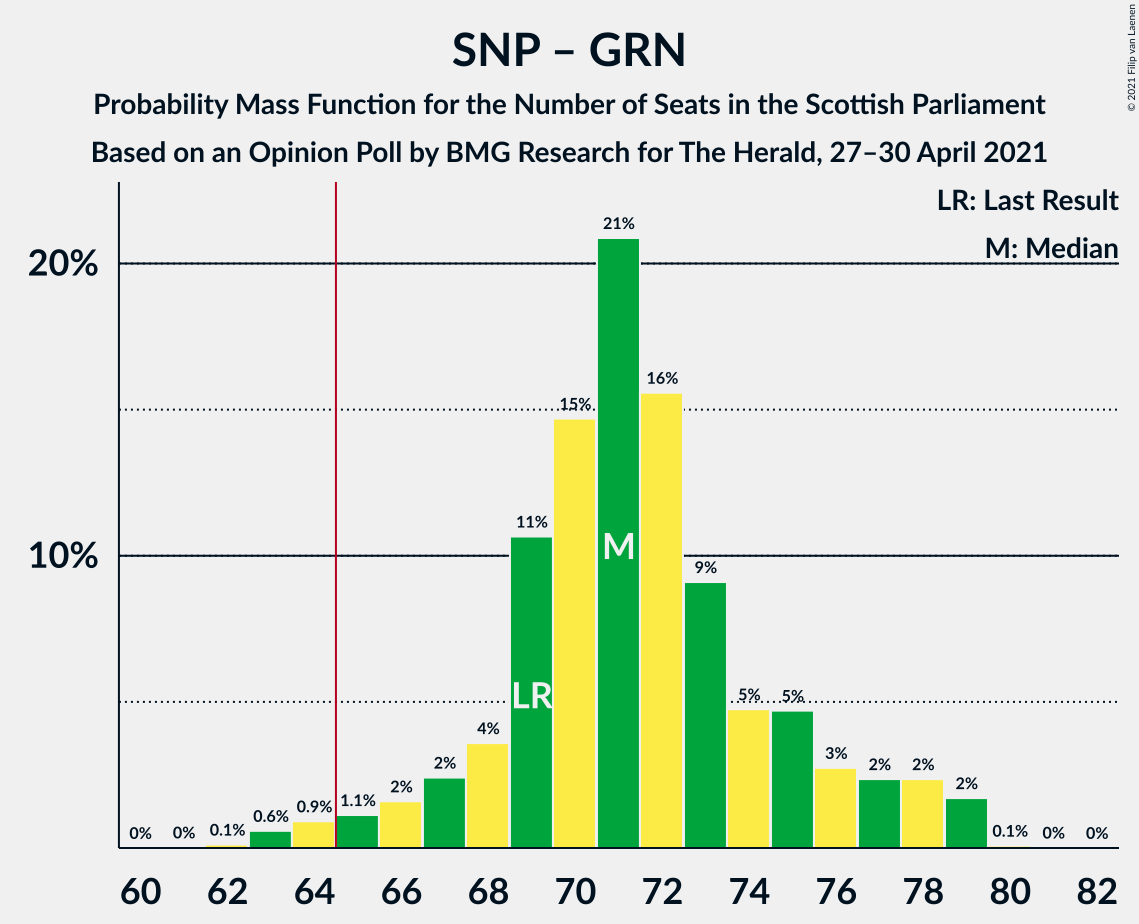 SNP – GRN
Probability Mass Function for the Number of Seats in the Scottish Parliament
Based on an Opinion Poll by BMG Research for The Herald, 27–30 April 2021
© 2021 Filip van Laenen
LR: Last Result
M: Median
20%
10%
0%
0%
0.1%
0.6%
0.9%
1.1%
2%
2%
4%
11%
15%
21%
16%
9%
5%
5%
3%
2%
2%
2%
0.1%
0%
0%
LR
M
60 62 64 66 68 70 72 74 76 78 80 82